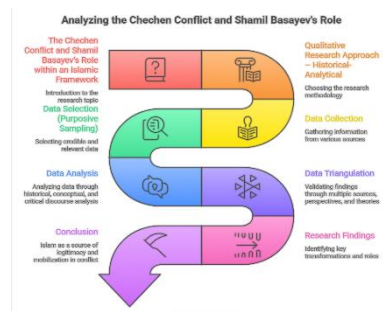 Analyzing the Chechen Conflict and Shamil Basayev's Role
The Chechen
Conflict and Shamil
Basayev's Role
within an Islamic
Framework
Introduction to the
research topic
Qualitative
Research Approach
– Historical-
Analytical
Choosing the research
methodology
Data Selection
(Purposive
Sampling)
Selecting credible and
relevant data
Data Collection
Gathering information
from various sources
Data Analysis
Analyzing data through
historical, conceptual, and
critical discourse analysis
Data Triangulation
Validating findings
through multiple sources,
perspectives, and theories
Conclusion
Islam as a source of
legitimacy and
mobilization in conflict
Research Findings
Identifying key
transformations and roles